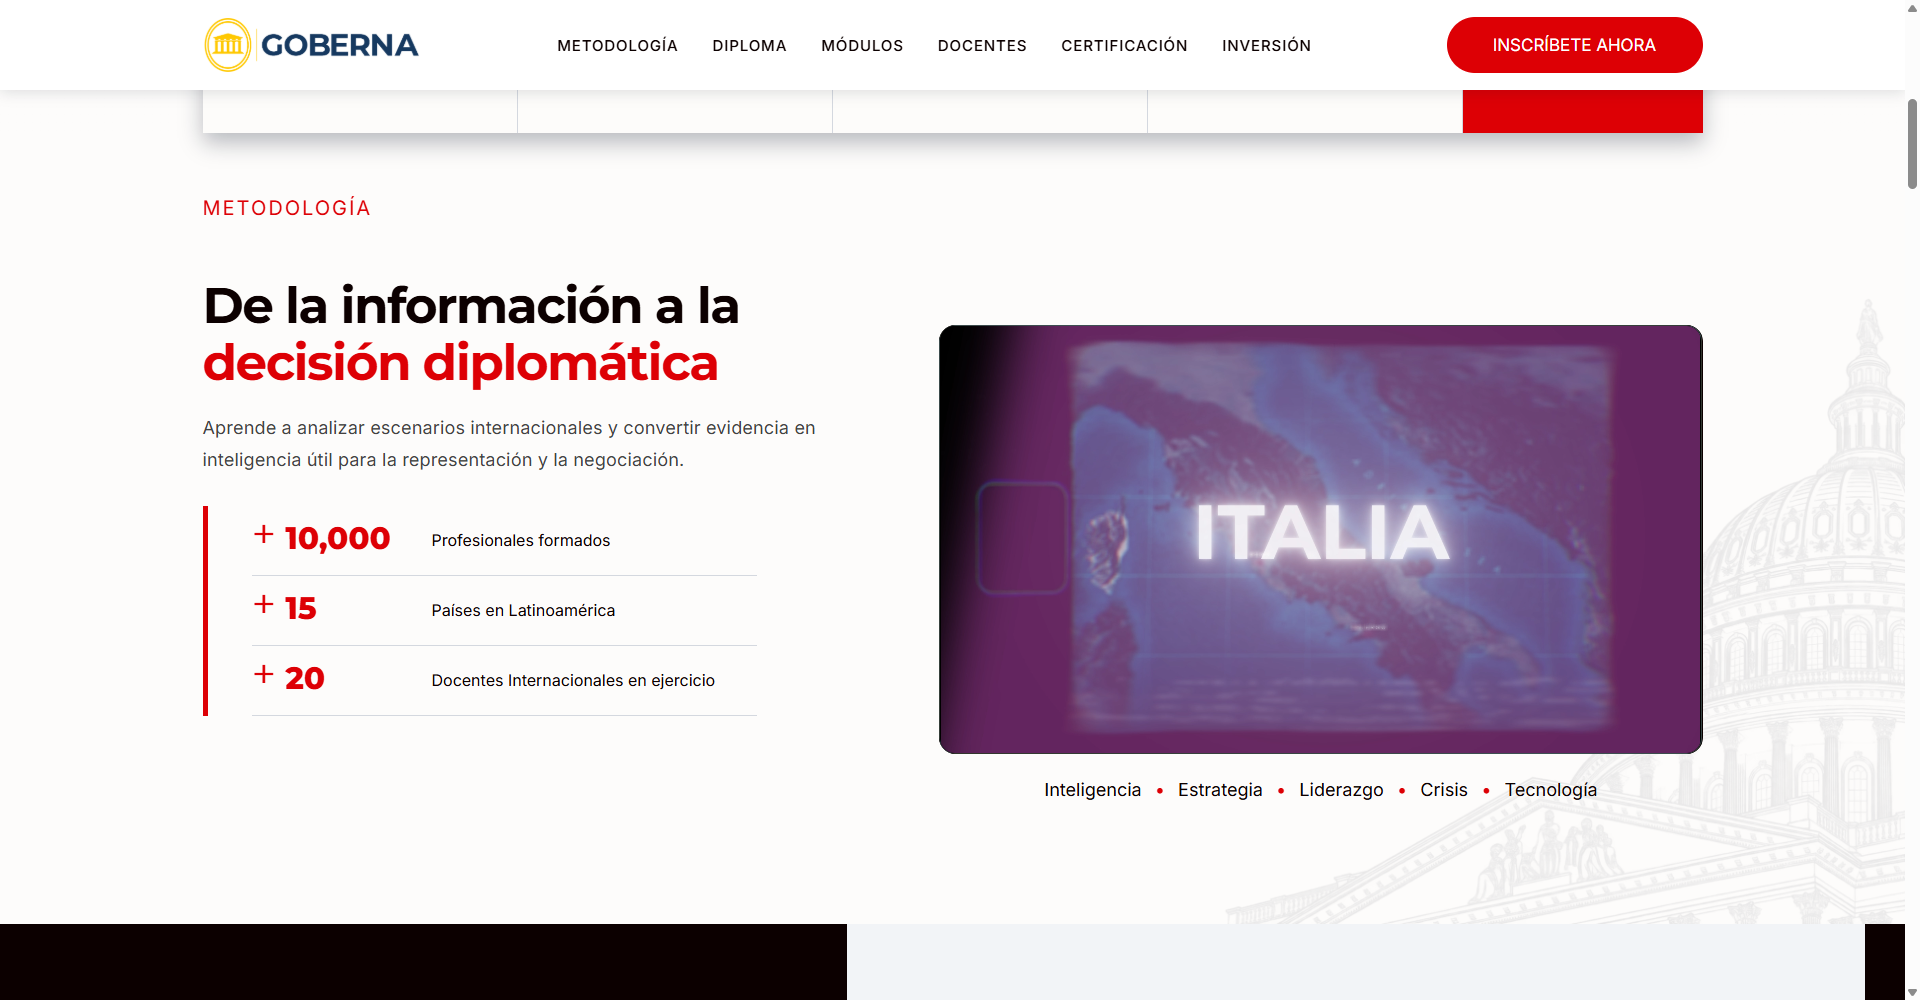 GOBERNA
METODOLOGÍA DIPLOMA MÓDULOS DOCENTES CERTIFICACIÓN INVERSIÓN
INSCRÍBETE AHORA
METODOLOGÍA
De la información a la
decisión diplomática
Aprende a analizar escenarios internacionales y convertir evidencia en
inteligencia útil para la representación y la negociación.
+ 10,000 Profesionales formados
+ 15 Países en Latinoamérica
+ 20 Docentes Internacionales en ejercicio
ITALIA
Inteligencia • Estrategia • Liderazgo • Crisis • Tecnología